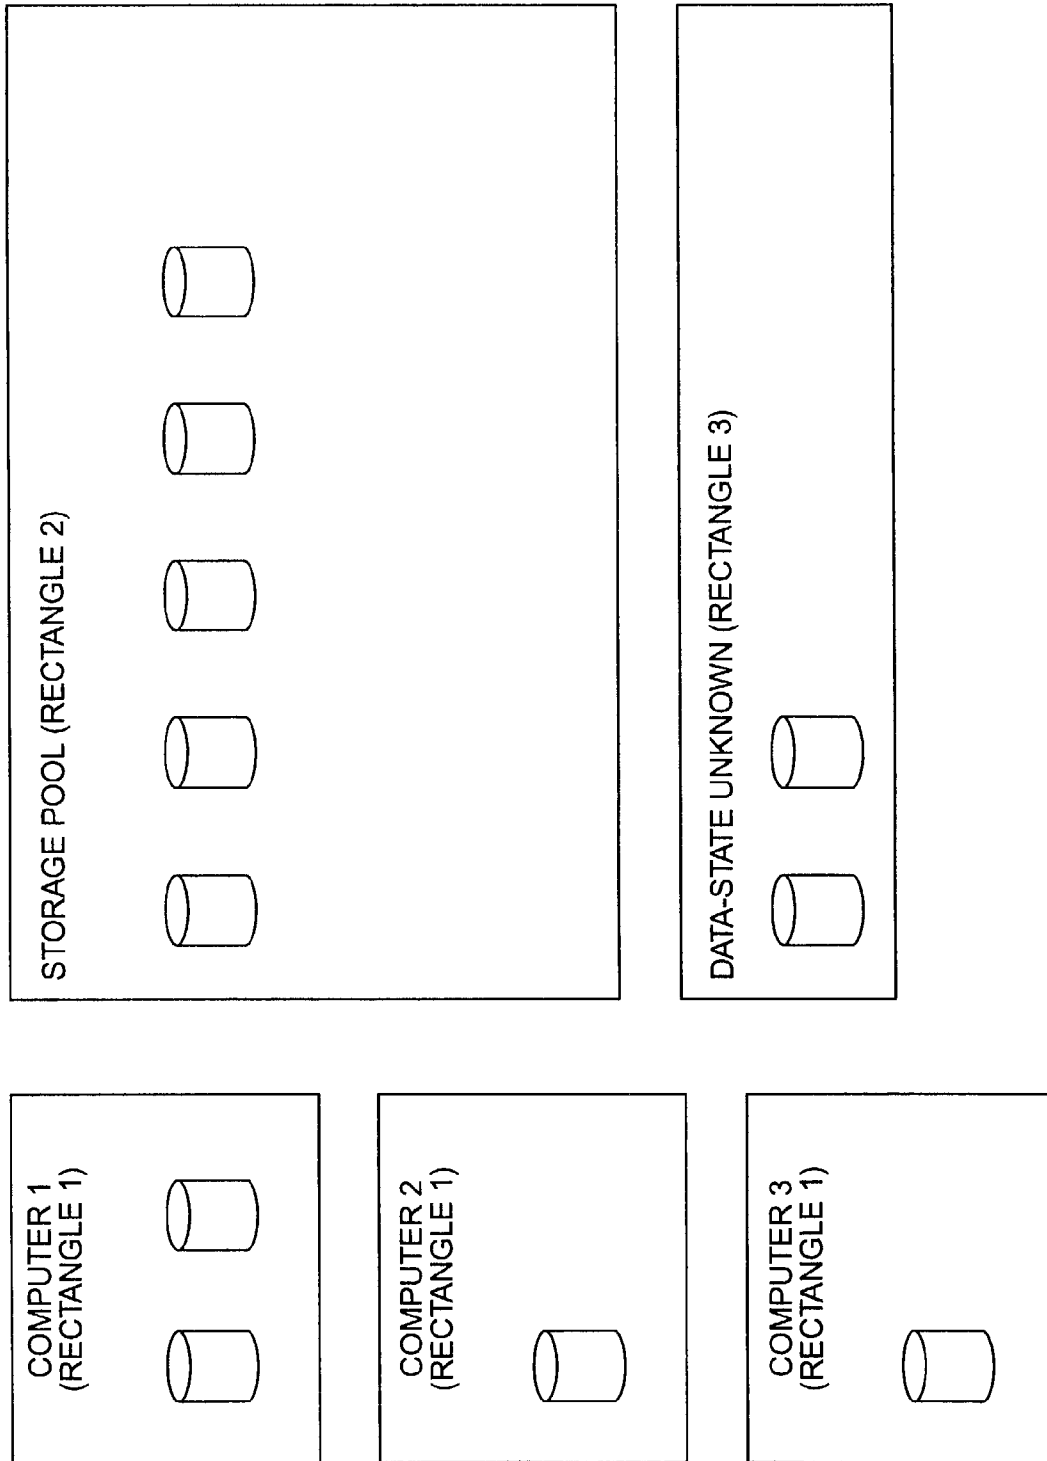 COMPUTER 1
(RECTANGLE 1)
COMPUTER 2
(RECTANGLE 1)
COMPUTER 3
(RECTANGLE 1)
STORAGE POOL (RECTANGLE 2)
DATA-STATE UNKNOWN (RECTANGLE 3)